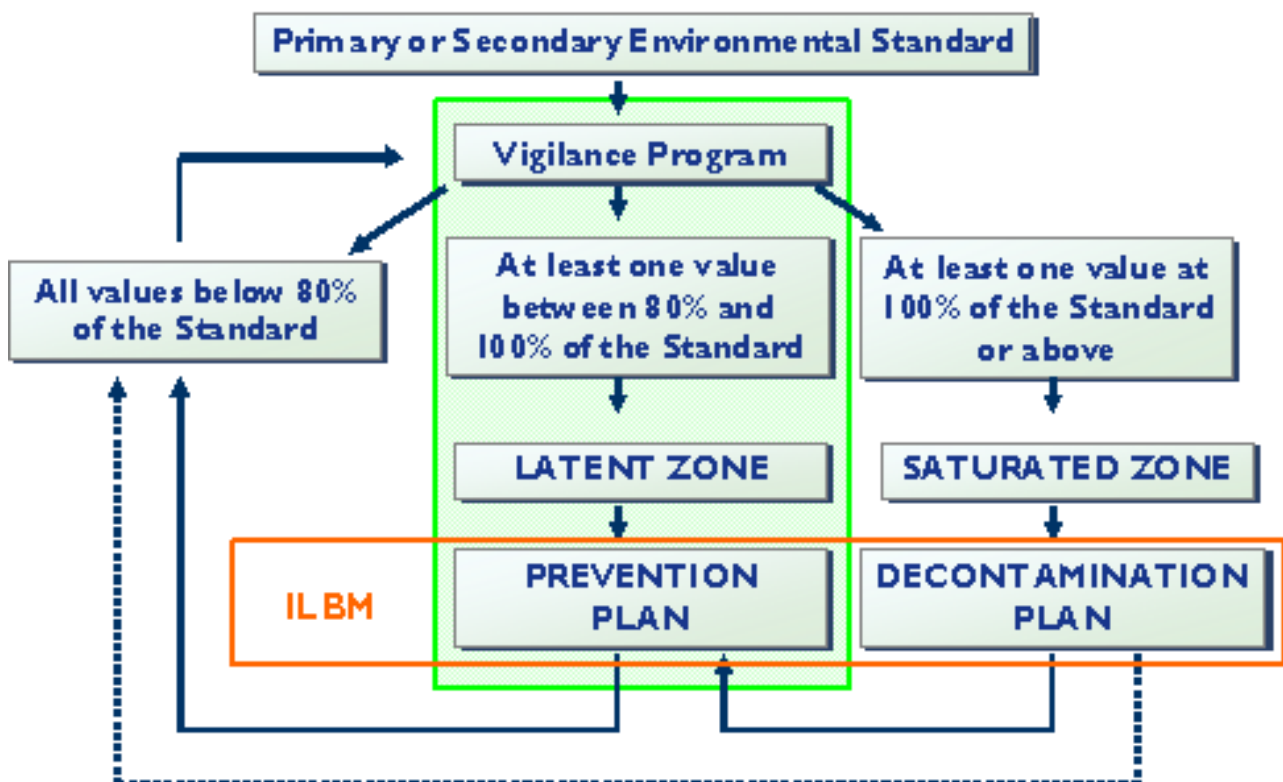 Primary or Secondary Environmental Standard
Vigilance Program
All values below 80%
of the Standard
At least one value
between 80% and
100% of the Standard
At least one value at
100% of the Standard
or above
LATENT ZONE
SATURATED ZONE
ILBM
PREVENTION
PLAN
DECONTAMINATION
PLAN